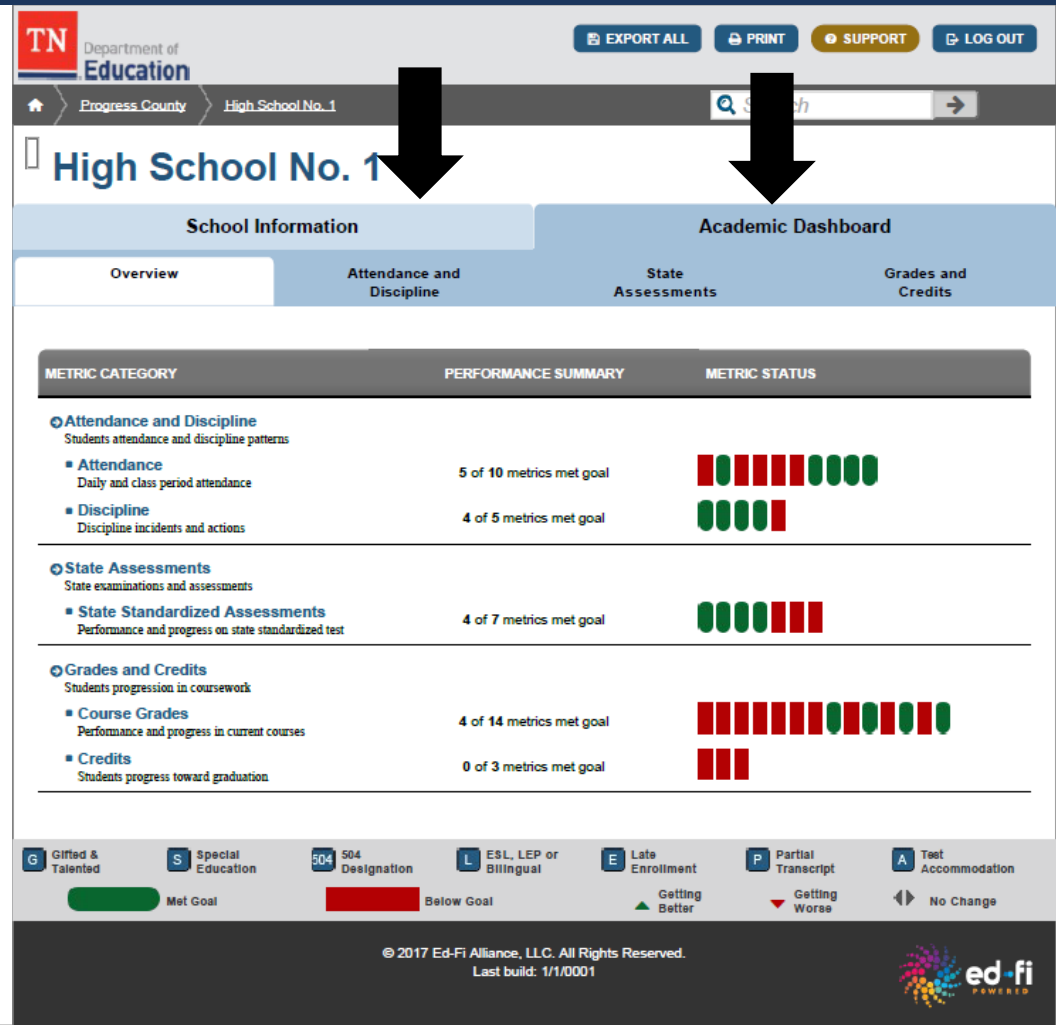 TN Department of
Education
EXPORT ALL PRINT SUPPORT LOG OUT
Progress County High School No. 1
High School No. 1
School Information Academic Dashboard
Overview Attendance and State Grades and
Discipline Assessments Credits
METRIC CATEGORY PERFORMANCE SUMMARY METRIC STATUS
Attendance and Discipline
Students attendance and discipline patterns
Attendance
Daily and class period attendance
5 of 10 metrics met goal
Discipline
Discipline incidents and actions
4 of 5 metrics met goal
State Assessments
State examinations and assessments
State Standardized Assessments
Performance and progress on state standardized test
4 of 7 metrics met goal
Grades and Credits
Students progression in coursework
Course Grades
Performance and progress in current courses
4 of 14 metrics met goal
Credits
Students progress toward graduation
0 of 3 metrics met goal
G Gifted & Talented
S Special Education
504 504 Designation
L ESL, LEP or Bilingual
E Late Enrollment
P Partial Transcript
A Test Accommodation
Met Goal Below Goal Getting Better Getting Worse No Change
© 2017 Ed-Fi Alliance, LLC. All Rights Reserved.
Last build: 1/1/0001
ed-fi
POWERED